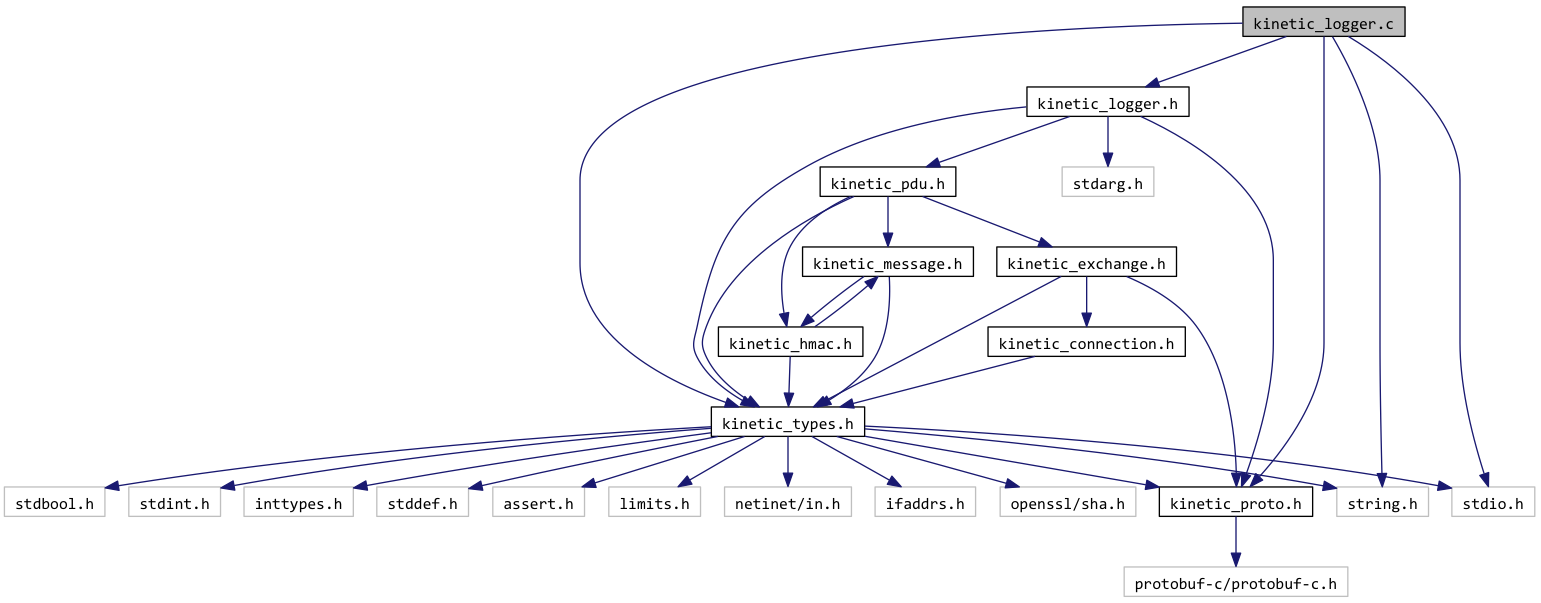 kinetic_logger.c
kinetic_logger.h
kinetic_pdu.h
stdarg.h
kinetic_message.h
kinetic_exchange.h
kinetic_hmac.h
kinetic_connection.h
kinetic_types.h
stdbool.h
stdint.h
inttypes.h
stddef.h
assert.h
limits.h
netinet/in.h
ifaddrs.h
openssl/sha.h
kinetic_proto.h
string.h
stdio.h
protobuf-c/protobuf-c.h